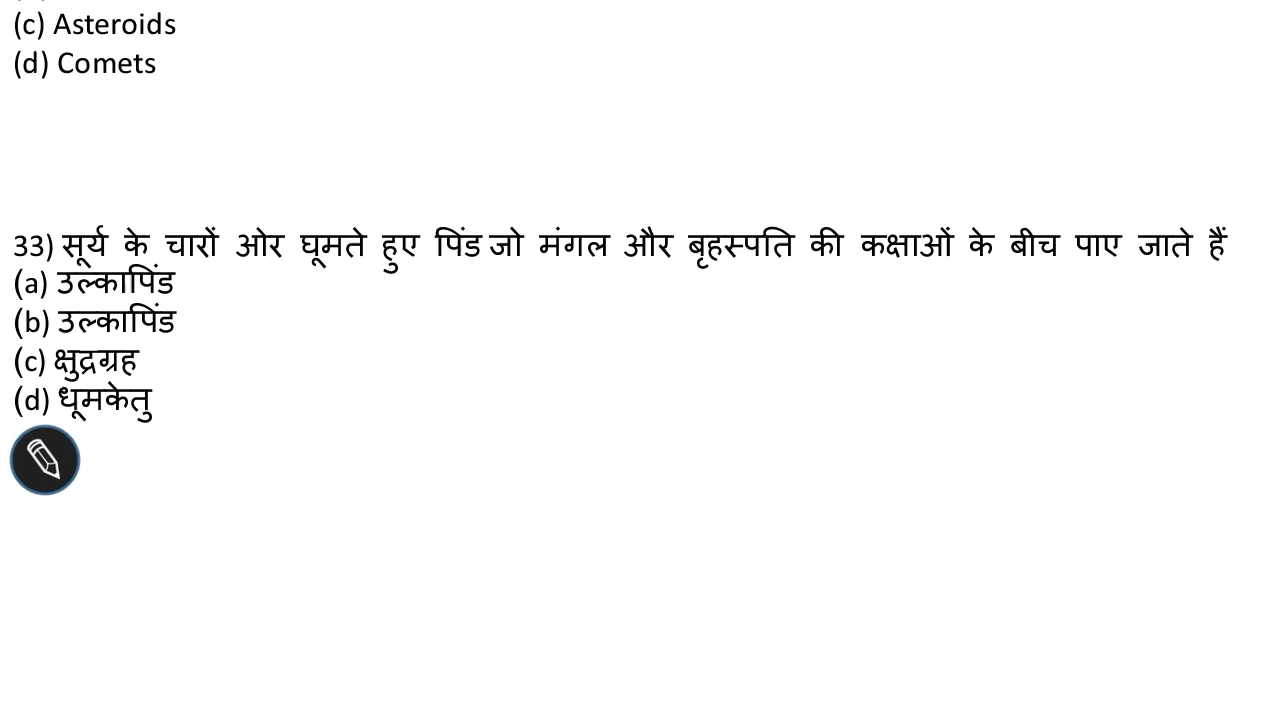 (c) Asteroids
(d) Comets
33) सूर्य के चारों ओर घूमते हुए पिंड जो मंगल और बृहस्पति की कक्षाओं के बीच पाए जाते हैं
(a) उल्कापिंड
(b) उल्कापिंड
(c) क्षुद्रग्रह
(d) धूमकेतु